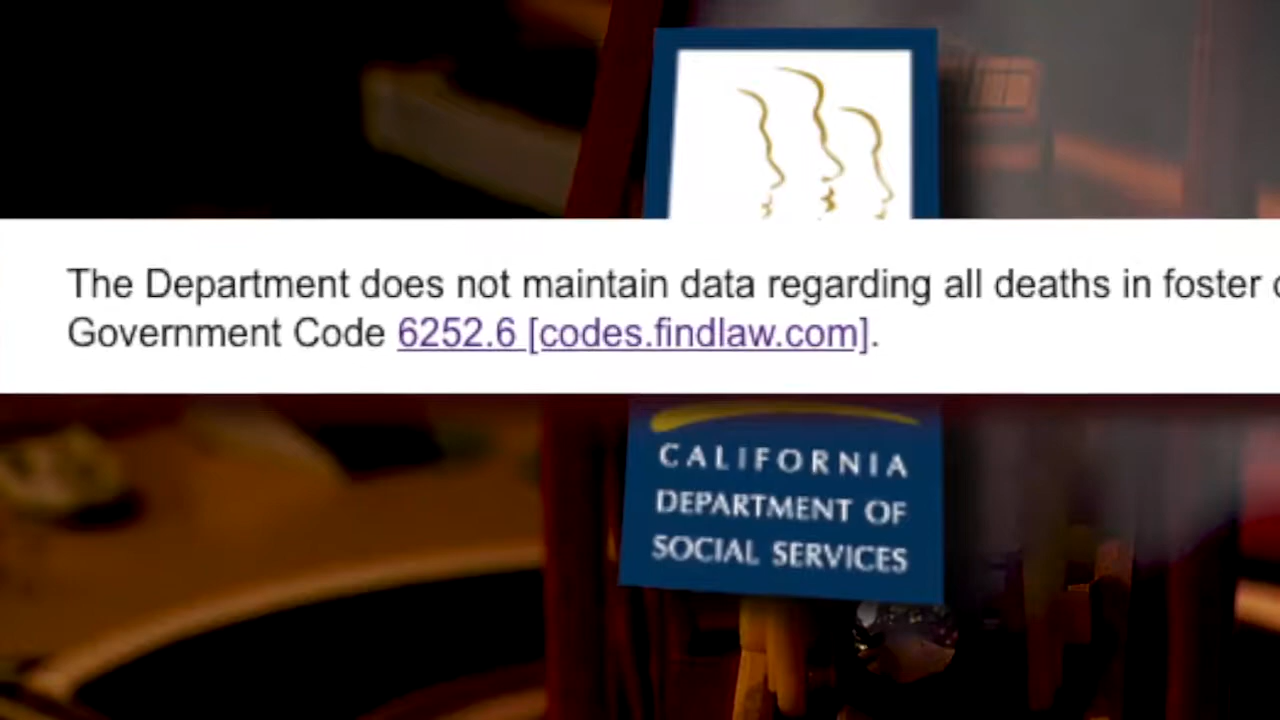 The Department does not maintain data regarding all deaths in foster
Government Code 6252.6 [codes.findlaw.com].
CALIFORNIA
DEPARTMENT OF
SOCIAL SERVICES